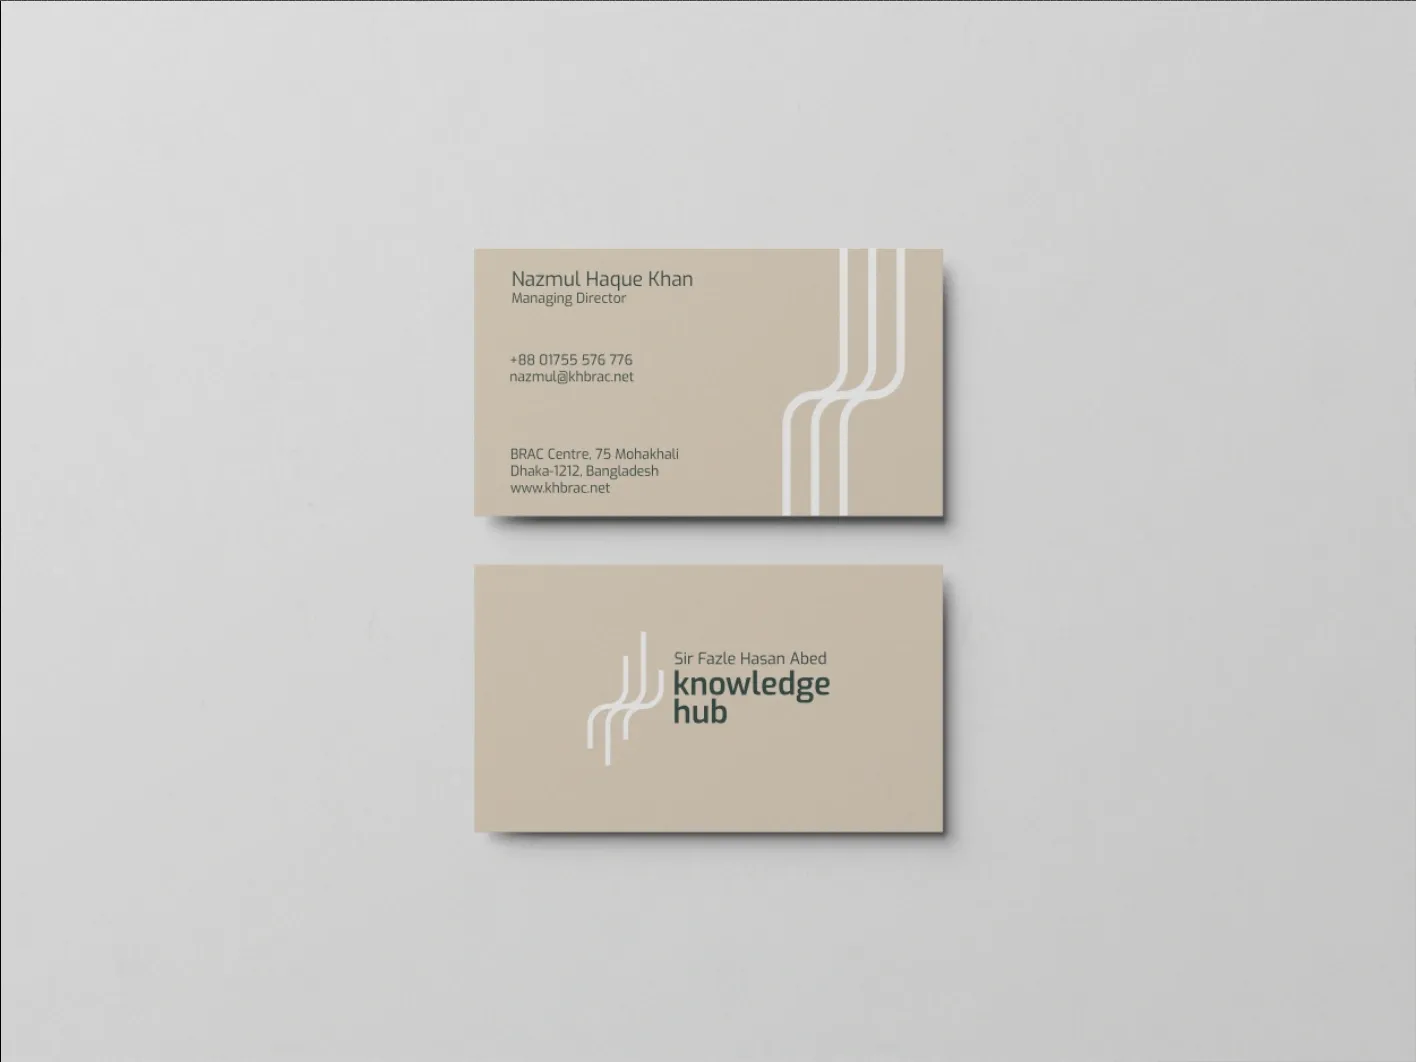 Nazmul Haque Khan
Managing Director
+88 01755 576 776
nazmul@khbrac.net
BRAC Centre, 75 Mohakhali
Dhaka-1212, Bangladesh
www.khbrac.net
Sir Fazle Hasan Abed
knowledge
hub